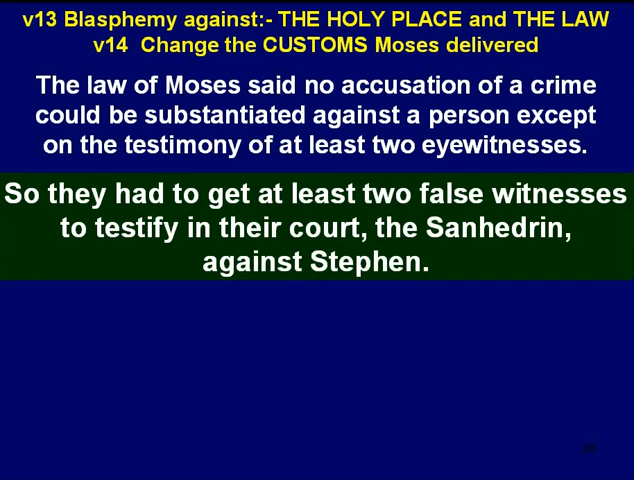 v13 Blasphemy against:- THE HOLY PLACE and THE LAW
v14 Change the CUSTOMS Moses delivered
The law of Moses said no accusation of a crime
could be substantiated against a person except
on the testimony of at least two eyewitnesses.
So they had to get at least two false witnesses
to testify in their court, the Sanhedrin,
against Stephen.